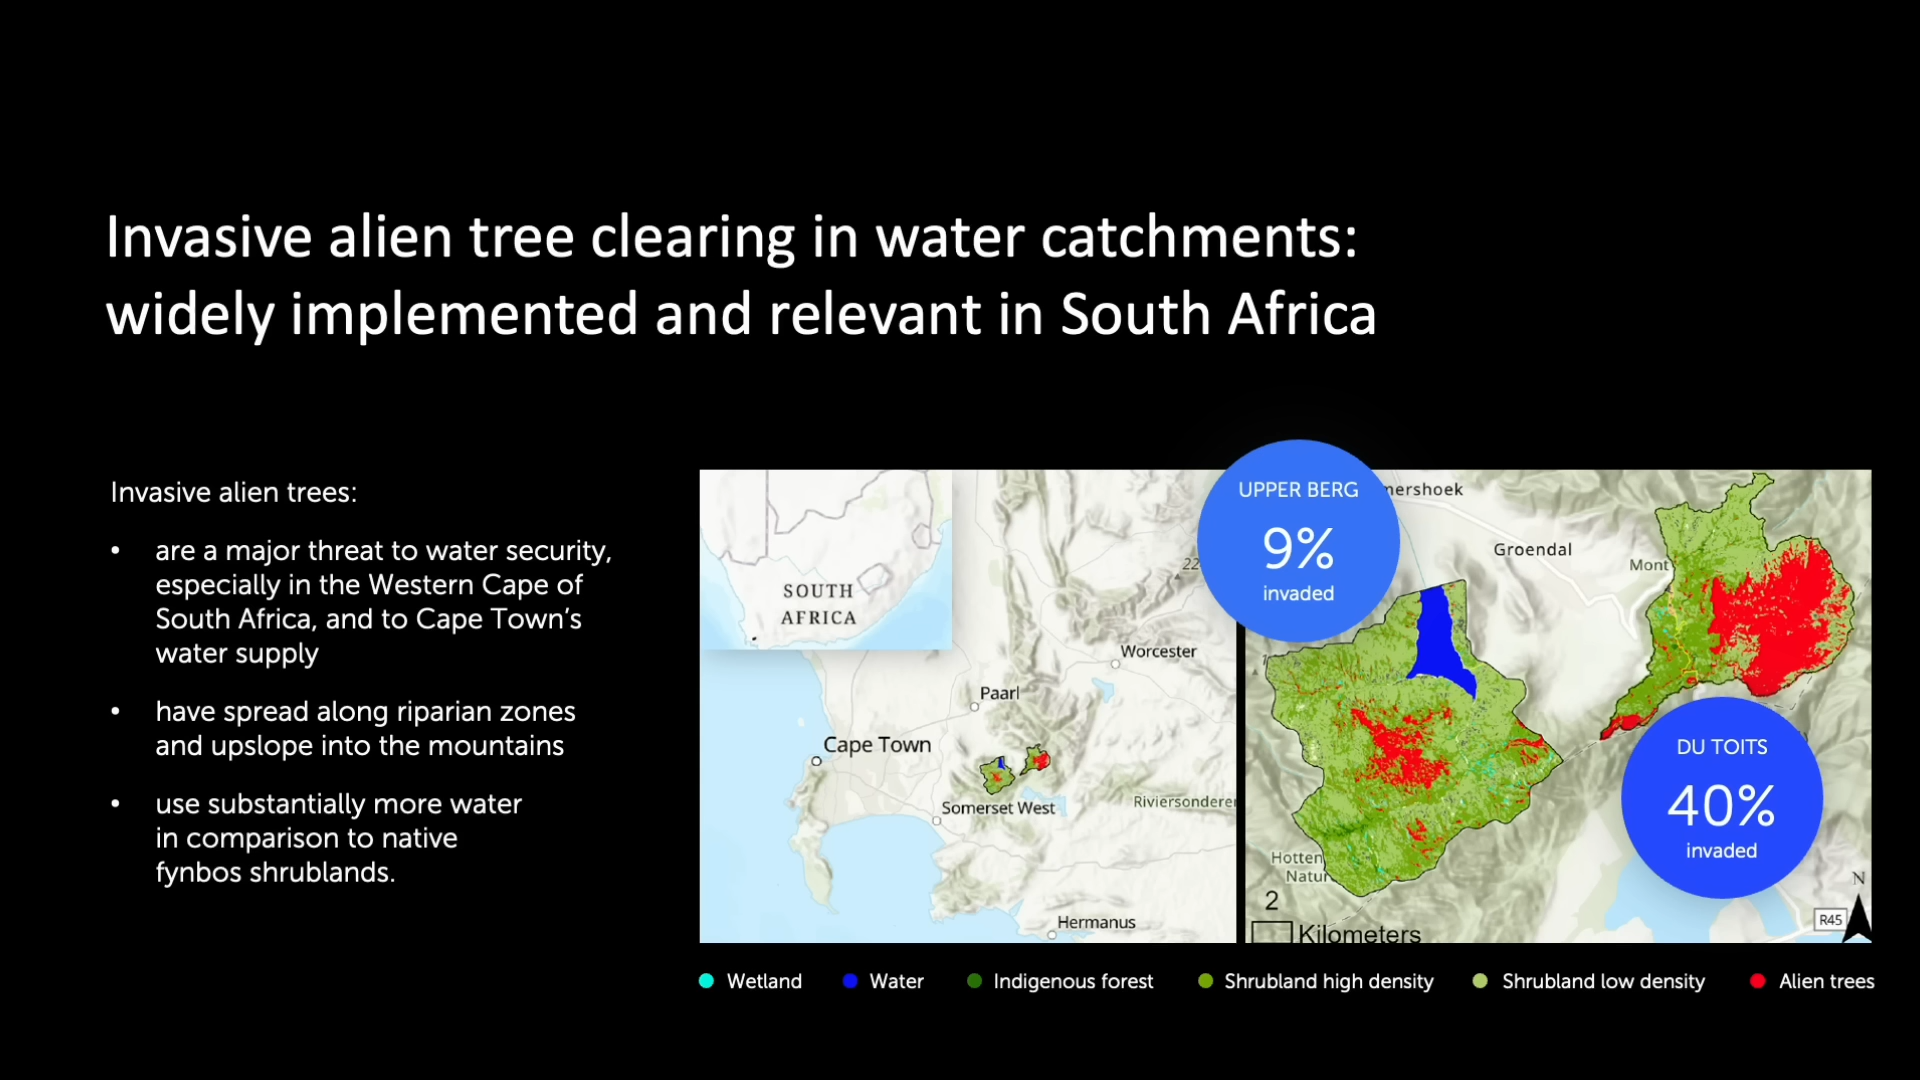 Invasive alien tree clearing in water catchments:
widely implemented and relevant in South Africa
Invasive alien trees:
• are a major threat to water security,
especially in the Western Cape of
South Africa, and to Cape Town’s
water supply
• have spread along riparian zones
and upslope into the mountains
• use substantially more water
in comparison to native
fynbos shrublands.
SOUTH
AFRICA
Worcester
Paarl
Cape Town
Somerset West
Riviersonderen
Hermanus
22
UPPER BERG
9%
invaded
mershoek
Groendal
Mont
DU TOITS
40%
invaded
Hotten
Natur
2
Kilometers
N
R45
Wetland
Water
Indigenous forest
Shrubland high density
Shrubland low density
Alien trees